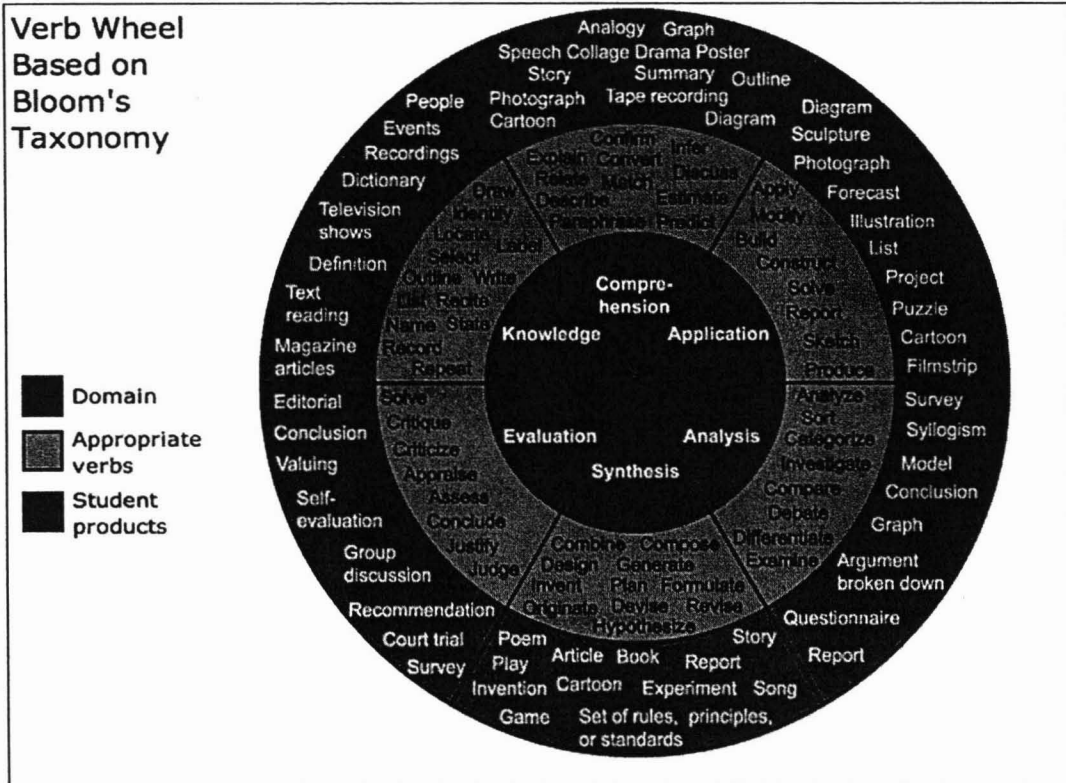 Verb Wheel
Based on
Bloom's
Taxonomy
Domain
Appropriate
verbs
Student
products
Compre-
hension
Knowledge
Application
Evaluation
Analysis
Synthesis
Confirm
Infer
Explain Convert
Discuss
Relate Match
Describe Estimate
Paraphrase Predict
Apply
Modify
Build
Construct
Solve
Report
Sketch
Produce
Analyze
Sort
Categorize
Investigate
Compare
Debate
Differentiate
Examine
Combine Compose
Design Generate
Invent Plan Formulate
Originate Devise Revise
Hypothesize
Solve
Critique
Criticize
Appraise
Assess
Conclude
Justify
Judge
Draw
Identify
Locate
Label
Select
Outline Write
List Recite
Name State
Record
Repeat
Analogy Graph
Speech Collage Drama Poster
Story Summary Outline
Photograph Tape recording
Cartoon Diagram
Diagram
Sculpture
Photograph
Forecast
Illustration
List
Project
Puzzle
Cartoon
Filmstrip
Survey
Syllogism
Model
Conclusion
Graph
Argument
broken down
Questionnaire
Report
Poem Story
Play Article Book Report
Invention Cartoon Experiment Song
Game Set of rules, principles,
or standards
Editorial
Conclusion
Valuing
Self-
evaluation
Group
discussion
Recommendation
Court trial
Survey
People
Events
Recordings
Dictionary
Television
shows
Definition
Text
reading
Magazine
articles